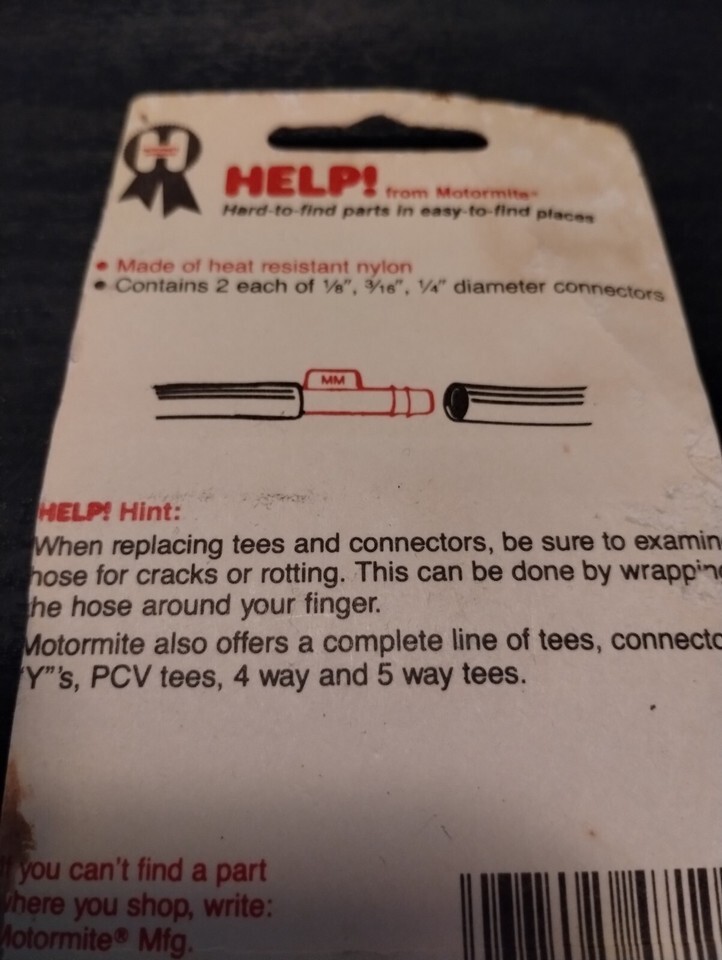 HELP! from Motormite®
Hard-to-find parts in easy-to-find places
• Made of heat resistant nylon
• Contains 2 each of 1/8", 3/16", 1/4" diameter connectors
MM
HELP! Hint:
When replacing tees and connectors, be sure to examin
hose for cracks or rotting. This can be done by wrapping
he hose around your finger.
Motormite also offers a complete line of tees, connecto
"Y"'s, PCV tees, 4 way and 5 way tees.
If you can't find a part
where you shop, write:
Motormite® Mfg.